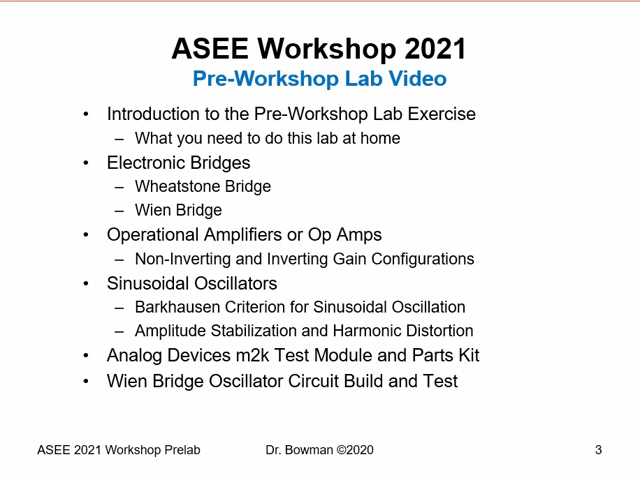 ASEE Workshop 2021
Pre-Workshop Lab Video
• Introduction to the Pre-Workshop Lab Exercise
– What you need to do this lab at home
• Electronic Bridges
– Wheatstone Bridge
– Wien Bridge
• Operational Amplifiers or Op Amps
– Non-Inverting and Inverting Gain Configurations
• Sinusoidal Oscillators
– Barkhausen Criterion for Sinusoidal Oscillation
– Amplitude Stabilization and Harmonic Distortion
• Analog Devices m2k Test Module and Parts Kit
• Wien Bridge Oscillator Circuit Build and Test
ASEE 2021 Workshop Prelab Dr. Bowman ©2020 3